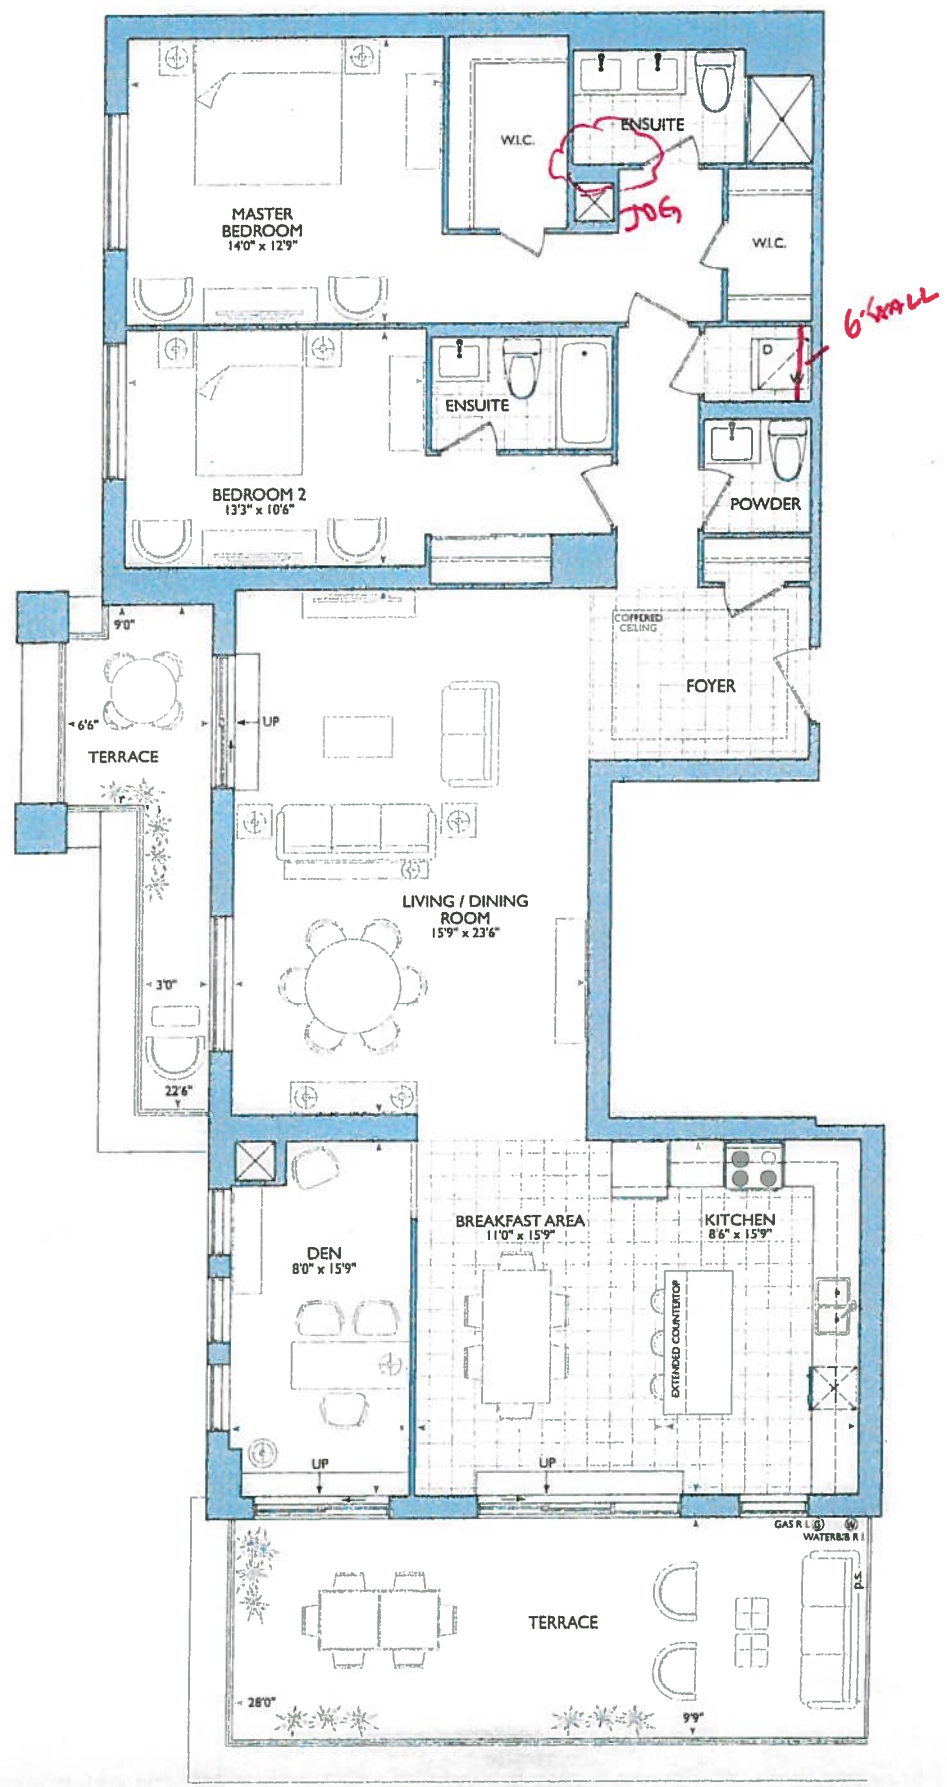 W.I.C.
ENSUITE
JOG
MASTER
BEDROOM
14'0" x 12'9"
W.I.C.
6" WALL
D
ENSUITE
BEDROOM 2
13'3" x 10'6"
POWDER
9'0"
COFFERED
CEILING
FOYER
6'6"
UP
TERRACE
LIVING / DINING
ROOM
15'9" x 23'6"
3'0"
22'6"
BREAKFAST AREA
11'0" x 15'9"
KITCHEN
8'6" x 15'9"
DEN
8'0" x 15'9"
EXTENDED COUNTERTOP
UP
UP
GAS R.I. G W
WATERBIB R I
P.S.
TERRACE
28'0"
9'9"